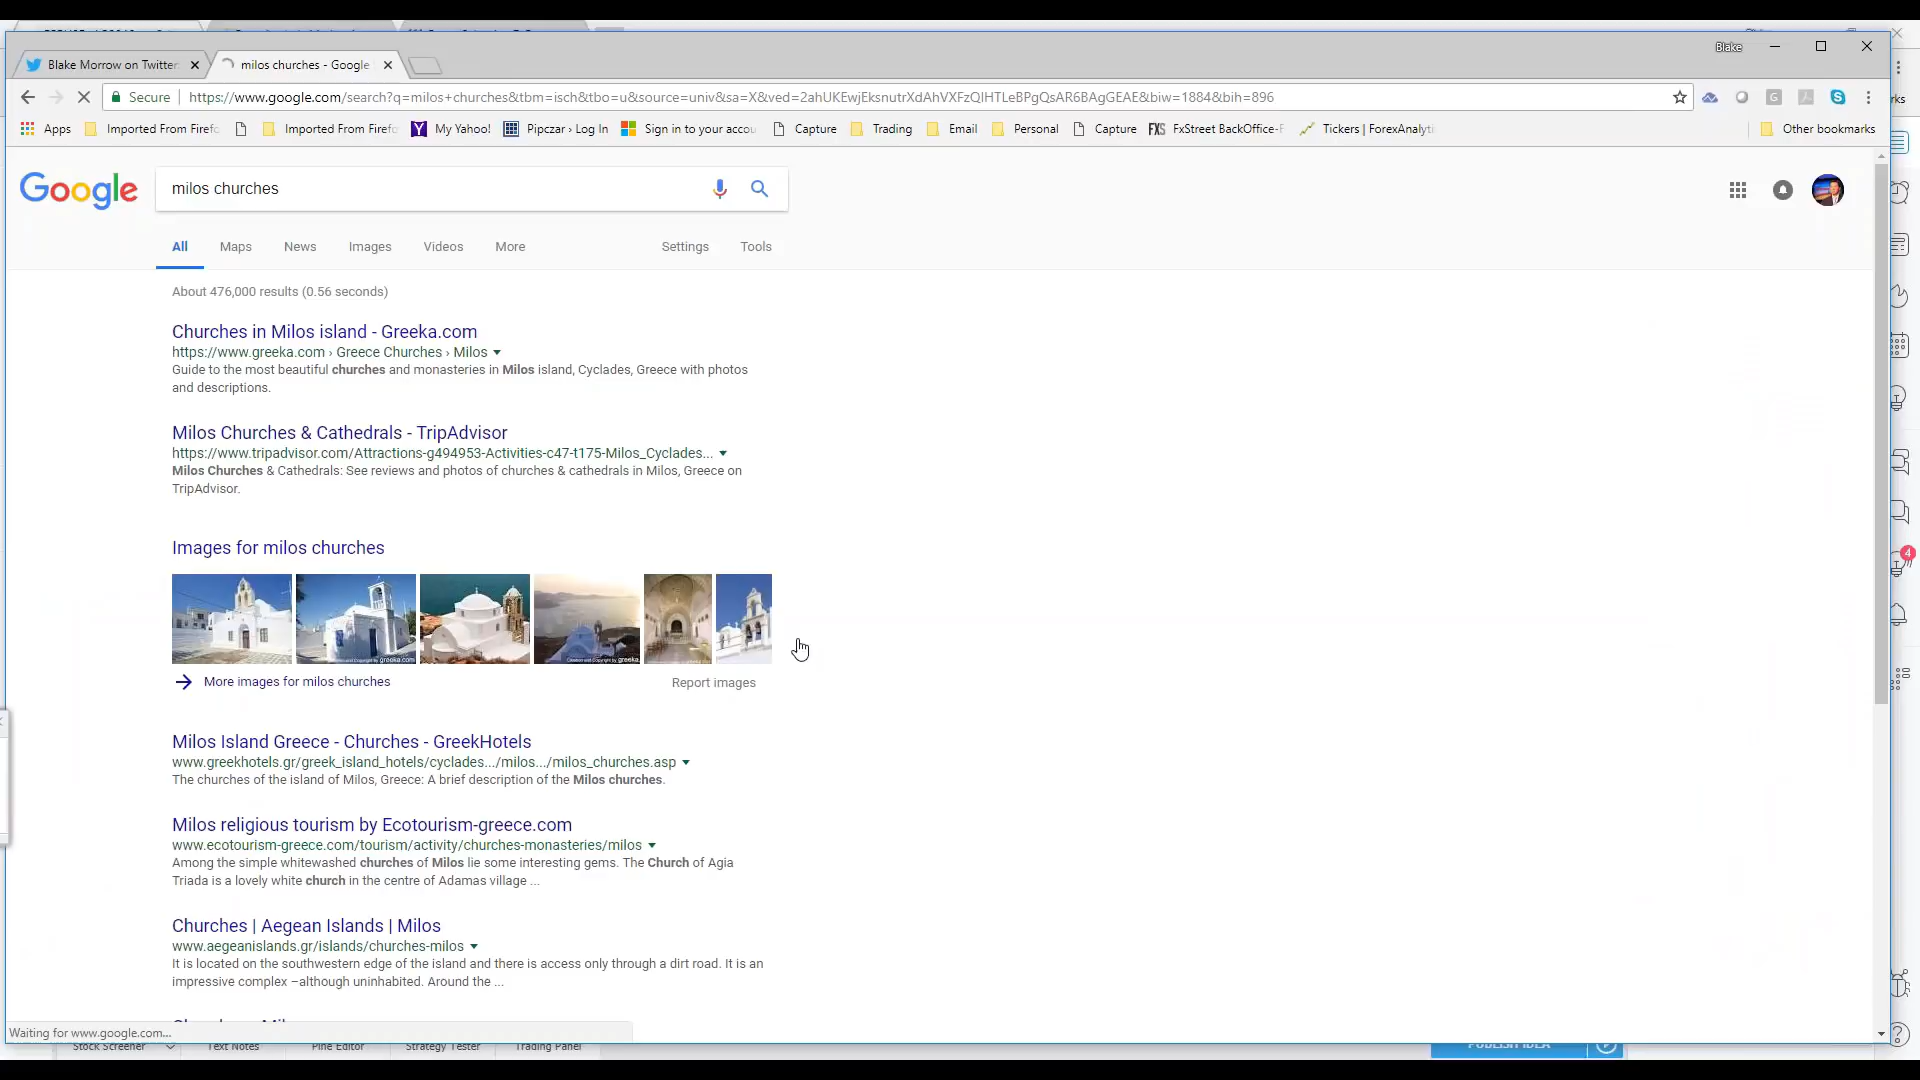 Blake
Blake Morrow on Twitter
milos churches - Google
Secure
https://www.google.com/search?q=milos+churches&tbm=isch&tbo=u&source=univ&sa=X&ved=2ahUKEwjEksnutrXdAhVXFzQIHTLeBPgQsAR6BAgGEAE&biw=1884&bih=896
Apps
Imported From Firefo
Imported From Firefo
My Yahoo!
Pipczar › Log In
Sign in to your accou
Capture
Trading
Email
Personal
Capture
FXS FxStreet BackOffice-F
Tickers | ForexAnalyti
Other bookmarks
Google
milos churches
All Maps News Images Videos More Settings Tools
About 476,000 results (0.56 seconds)
Churches in Milos island - Greeka.com
https://www.greeka.com › Greece Churches › Milos
Guide to the most beautiful churches and monasteries in Milos island, Cyclades, Greece with photos
and descriptions.
Milos Churches & Cathedrals - TripAdvisor
https://www.tripadvisor.com/Attractions-g494953-Activities-c47-t175-Milos_Cyclades...
Milos Churches & Cathedrals: See reviews and photos of churches & cathedrals in Milos, Greece on
TripAdvisor.
Images for milos churches
More images for milos churches
Report images
Milos Island Greece - Churches - GreekHotels
www.greekhotels.gr/greek_island_hotels/cyclades.../milos.../milos_churches.asp
The churches of the island of Milos, Greece: A brief description of the Milos churches.
Milos religious tourism by Ecotourism-greece.com
www.ecotourism-greece.com/tourism/activity/churches-monasteries/milos
Among the simple whitewashed churches of Milos lie some interesting gems. The Church of Agia
Triada is a lovely white church in the centre of Adamas village ...
Churches | Aegean Islands | Milos
www.aegeanislands.gr/islands/churches-milos
It is located on the southwestern edge of the island and there is access only through a dirt road. It is an
impressive complex –although uninhabited. Around the ...
Waiting for www.google.com...
Stock Screener
Text Notes
Pine Editor
Strategy Tester
Trading Panel
PUBLISH IDEA
4